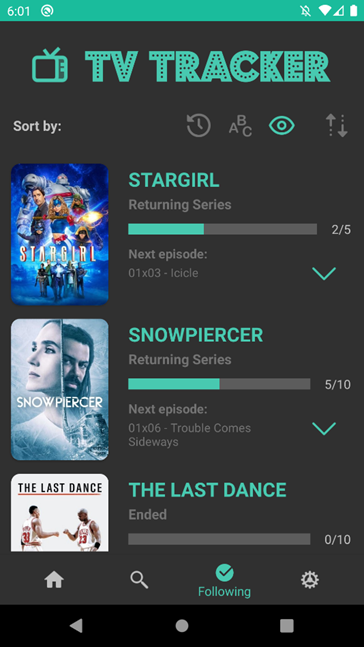 6:01
TV TRACKER
Sort by:
A B C
STARGIRL
Returning Series
2/5
Next episode:
01x03 - Icicle
STARGIRL
SNOWPIERCER
Returning Series
5/10
Next episode:
01x06 - Trouble Comes
Sideways
SNOWPIERCER
THE LAST DANCE
THE LAST DANCE
Ended
0/10
Following